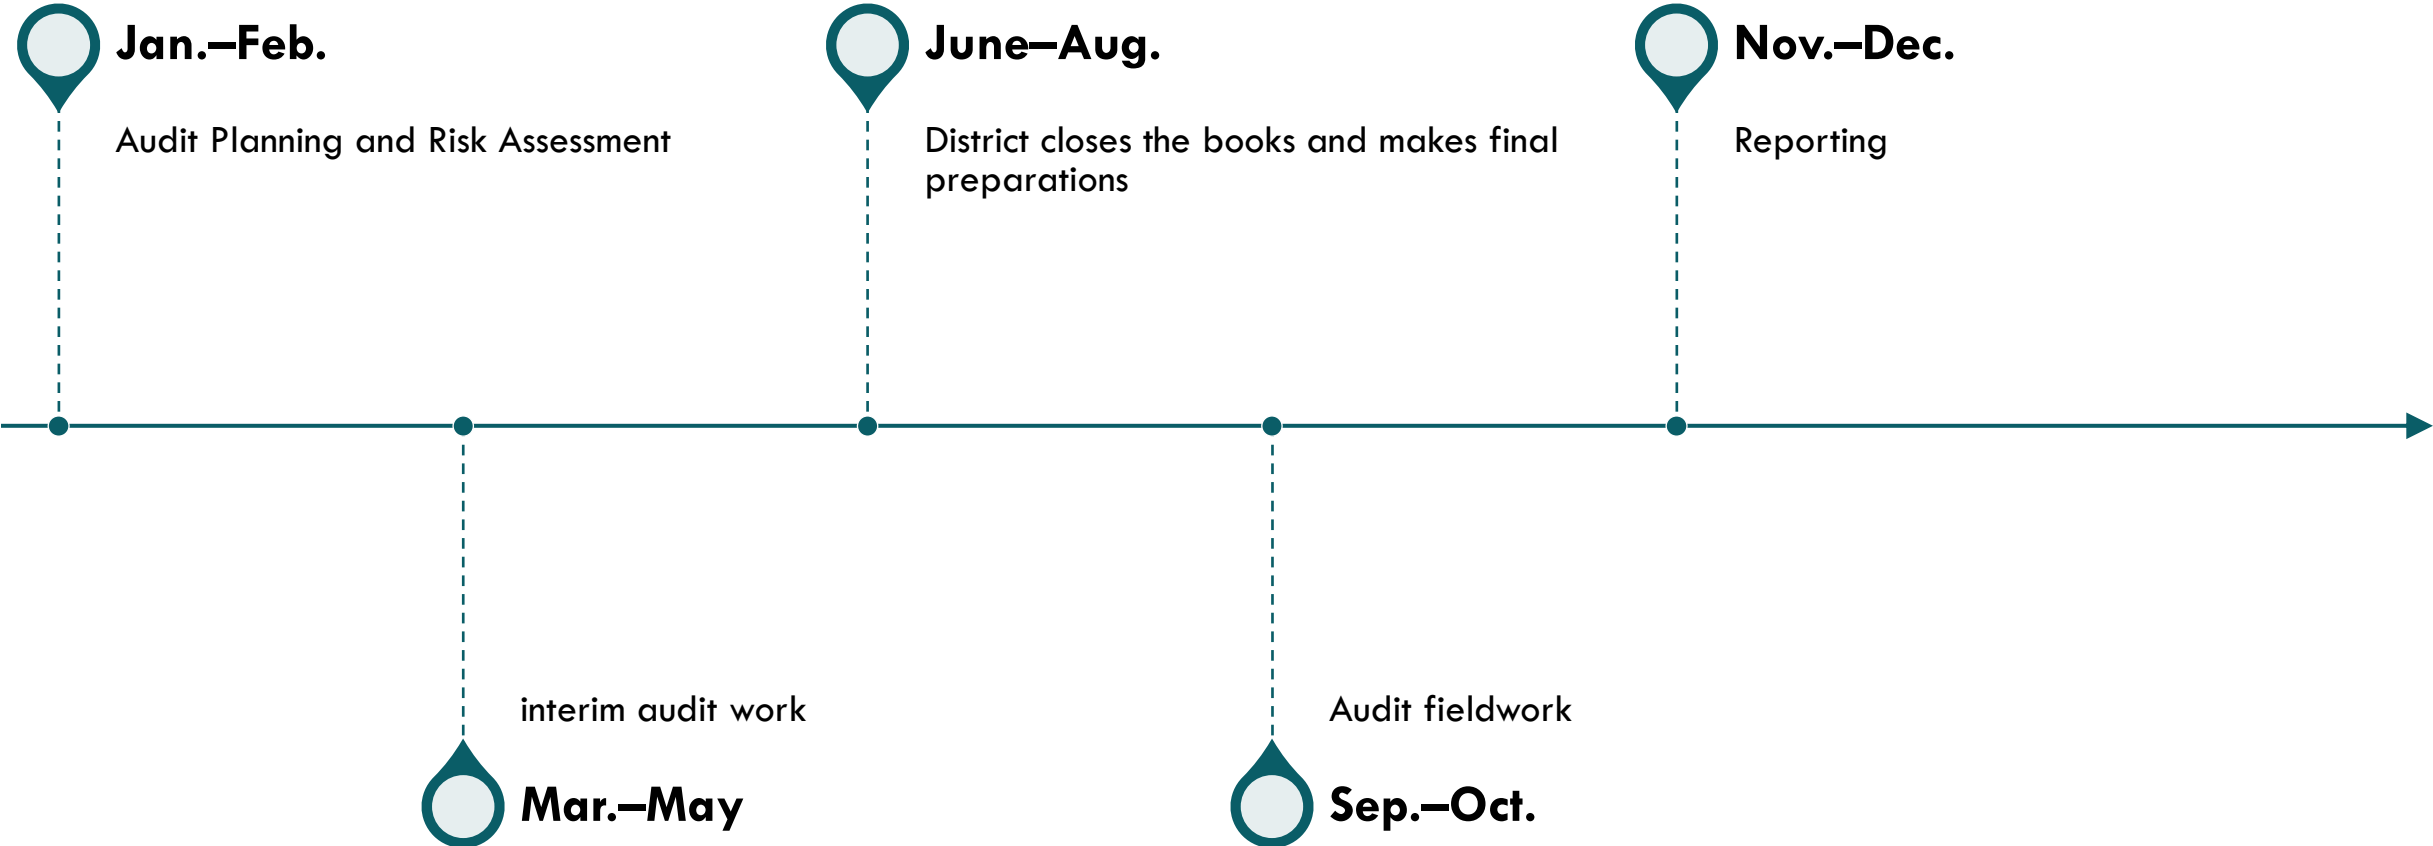 Jan.–Feb.
Audit Planning and Risk Assessment
interim audit work
Mar.–May
June–Aug.
District closes the books and makes final
preparations
Audit fieldwork
Sep.–Oct.
Nov.–Dec.
Reporting